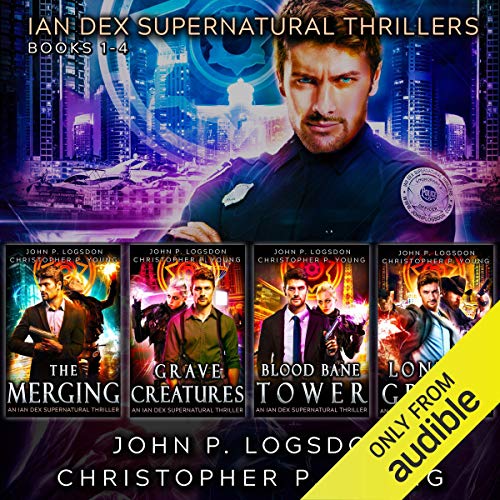 IAN DEX SUPERNATURAL THRILLERS
BOOKS 1-4
JOHN P. LOGSDON
CHRISTOPHER P. YOUNG
THE
MERGING
AN IAN DEX SUPERNATURAL THRILLER
JOHN P. LOGSDON
CHRISTOPHER P. YOUNG
GRAVE
CREATURES
AN IAN DEX SUPERNATURAL THRILLER
JOHN P. LOGSDON
CHRISTOPHER P. YOUNG
BLOOD BANE
TOWER
AN IAN DEX SUPERNATURAL THRILLER
JOHN P. LOGSDON
CHRISTOPHER P. YOUNG
AN IAN
JOHN P. LOGSDON
CHRISTOPHER P.
ONLY FROM
audible